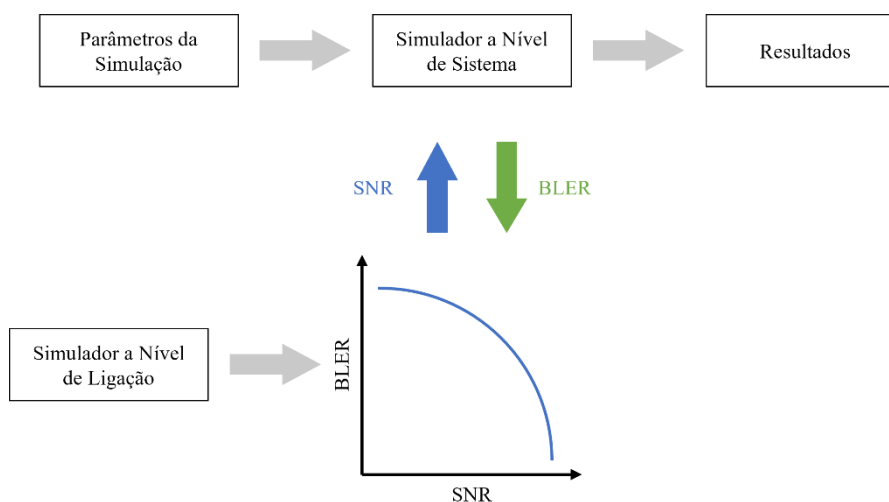 Parâmetros da
Simulação
Simulador a Nível
de Sistema
Resultados
SNR
BLER
Simulador a Nível
de Ligação
BLER
SNR